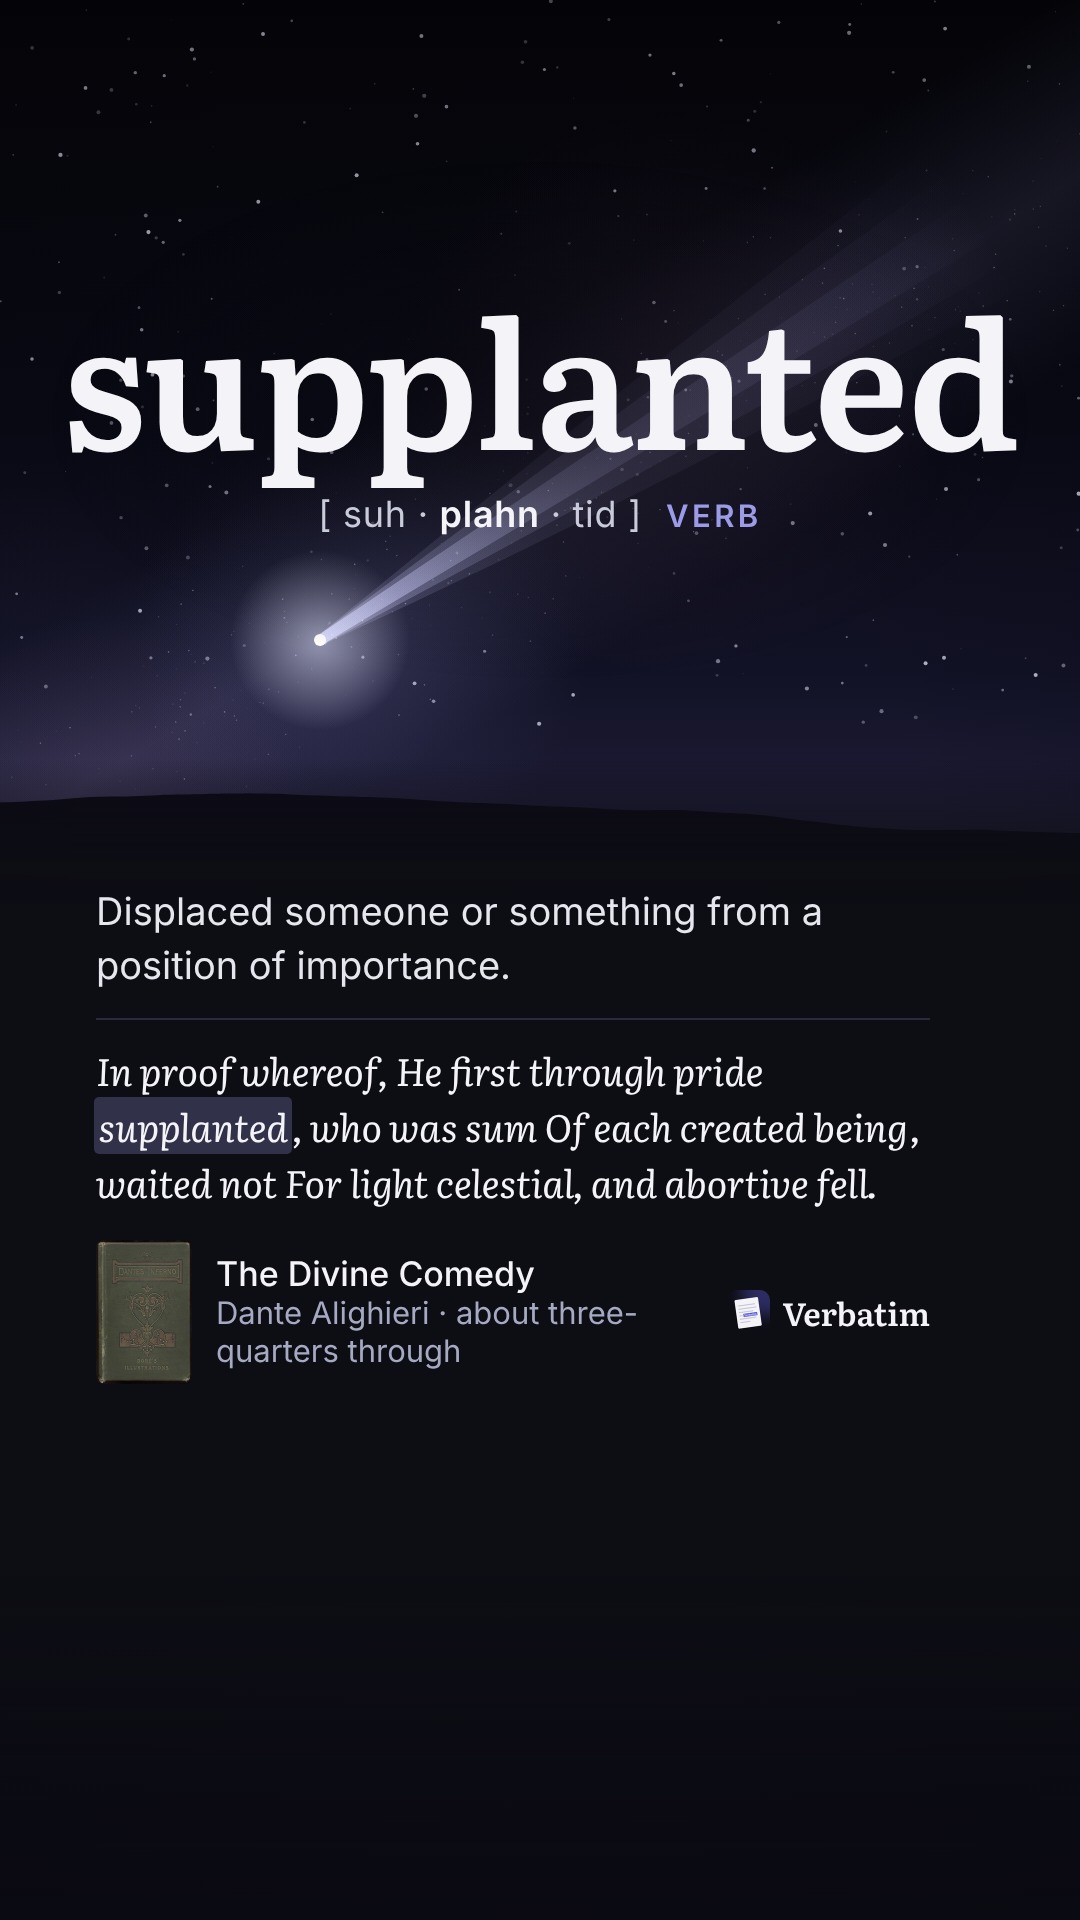 supplanted
[ suh · plahn · tid ] VERB
Displaced someone or something from a
position of importance.
In proof whereof, He first through pride
supplanted, who was sum Of each created being,
waited not For light celestial, and abortive fell.
The Divine Comedy
Dante Alighieri · about three-
quarters through
Verbatim